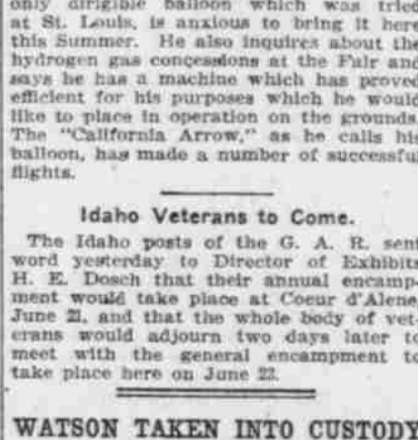 only dirigible balloon which was tried
at St. Louis, is anxious to bring it here
this Summer. He also inquires about the
hydrogen gas concessions at the Fair and
says he has a machine which has proved
efficient for his purposes which he would
like to place in operation on the grounds.
The "California Arrow," as he calls his
balloon, has made a number of successful
flights.
Idaho Veterans to Come.
The Idaho posts of the G. A. R. sent
word yesterday to Director of Exhibits
H. E. Dosch that their annual encamp-
ment would take place at Coeur d'Alene
June 21, and that the whole body of vet-
erans would adjourn two days later to
meet with the general encampment to
take place here on June 23.
WATSON TAKEN INTO CUSTODY